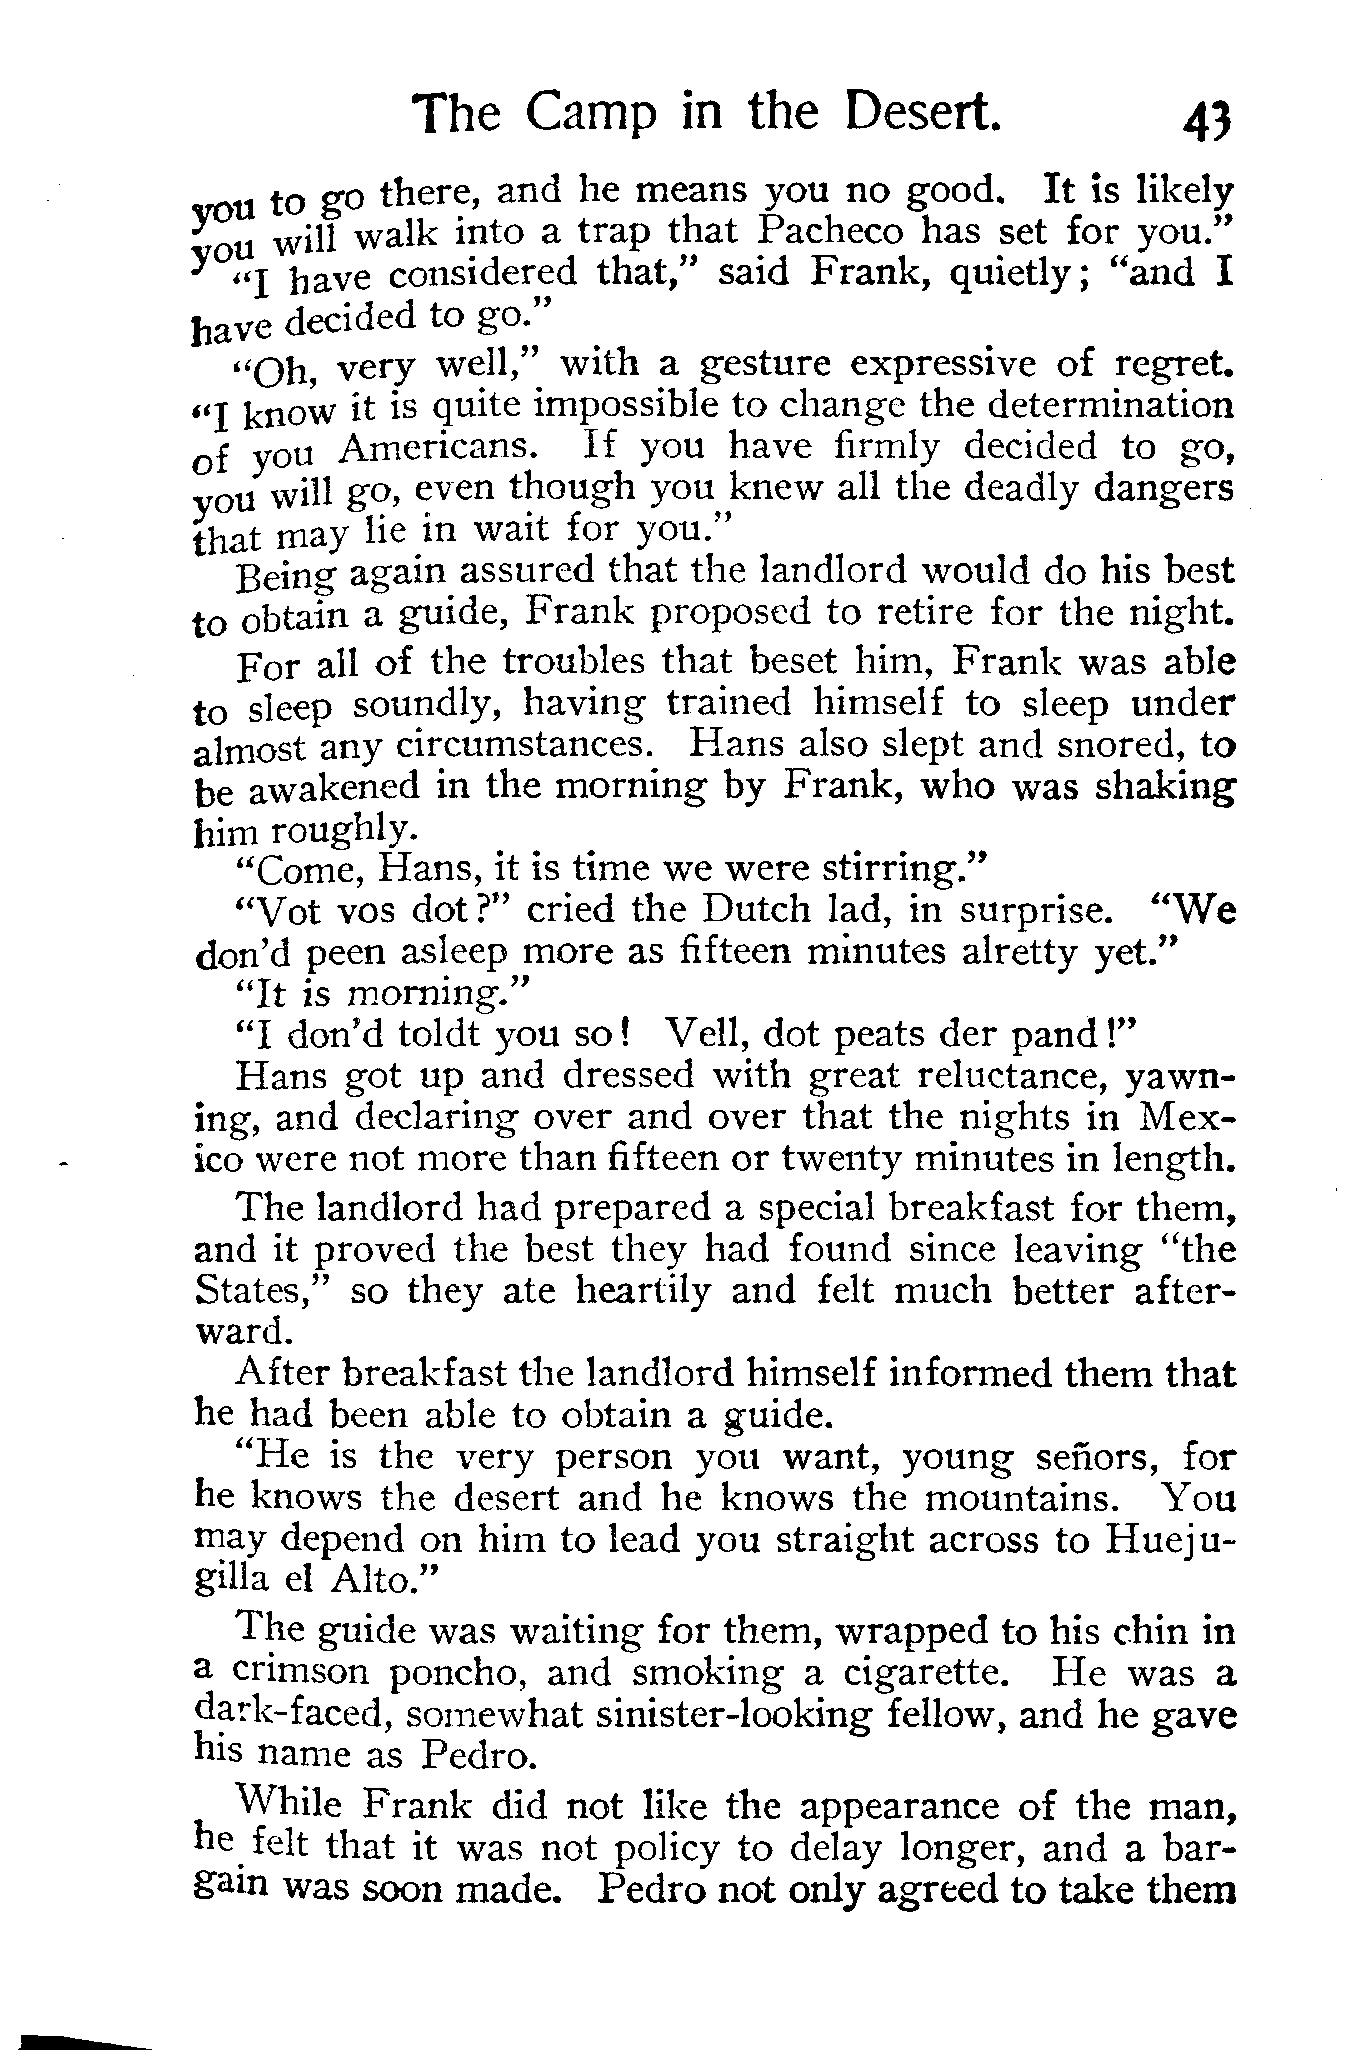 The Camp in the Desert. 43
you to go there, and he means you no good. It is likely
you will walk into a trap that Pacheco has set for you.”
“I have considered that,” said Frank, quietly; “and I
have decided to go.”
“Oh, very well,” with a gesture expressive of regret.
“I know it is quite impossible to change the determination
of you Americans. If you have firmly decided to go,
you will go, even though you knew all the deadly dangers
that may lie in wait for you.”
Being again assured that the landlord would do his best
to obtain a guide, Frank proposed to retire for the night.
For all of the troubles that beset him, Frank was able
to sleep soundly, having trained himself to sleep under
almost any circumstances. Hans also slept and snored, to
be awakened in the morning by Frank, who was shaking
him roughly.
“Come, Hans, it is time we were stirring.”
“Vot vos dot?” cried the Dutch lad, in surprise. “We
don’d peen asleep more as fifteen minutes alretty yet.”
“It is morning.”
“I don’d toldt you so! Vell, dot peats der pand!”
Hans got up and dressed with great reluctance, yawn-
ing, and declaring over and over that the nights in Mex-
ico were not more than fifteen or twenty minutes in length.
The landlord had prepared a special breakfast for them,
and it proved the best they had found since leaving “the
States,” so they ate heartily and felt much better after-
ward.
After breakfast the landlord himself informed them that
he had been able to obtain a guide.
“He is the very person you want, young señors, for
he knows the desert and he knows the mountains. You
may depend on him to lead you straight across to Hueju-
gilla el Alto.”
The guide was waiting for them, wrapped to his chin in
a crimson poncho, and smoking a cigarette. He was a
dark-faced, somewhat sinister-looking fellow, and he gave
his name as Pedro.
While Frank did not like the appearance of the man,
he felt that it was not policy to delay longer, and a bar-
gain was soon made. Pedro not only agreed to take them